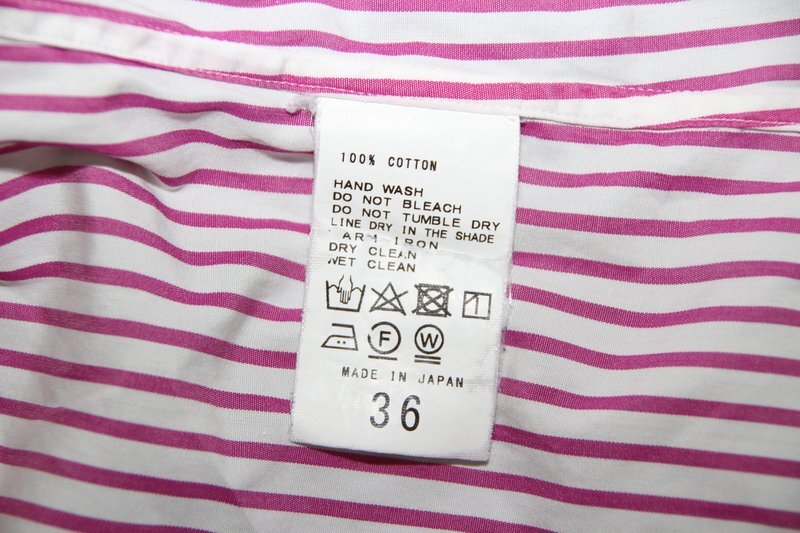 100% COTTON
HAND WASH
DO NOT BLEACH
DO NOT TUMBLE DRY
LINE DRY IN THE SHADE
ARM IRON
DRY CLEAN
WET CLEAN
F W
MADE IN JAPAN
36